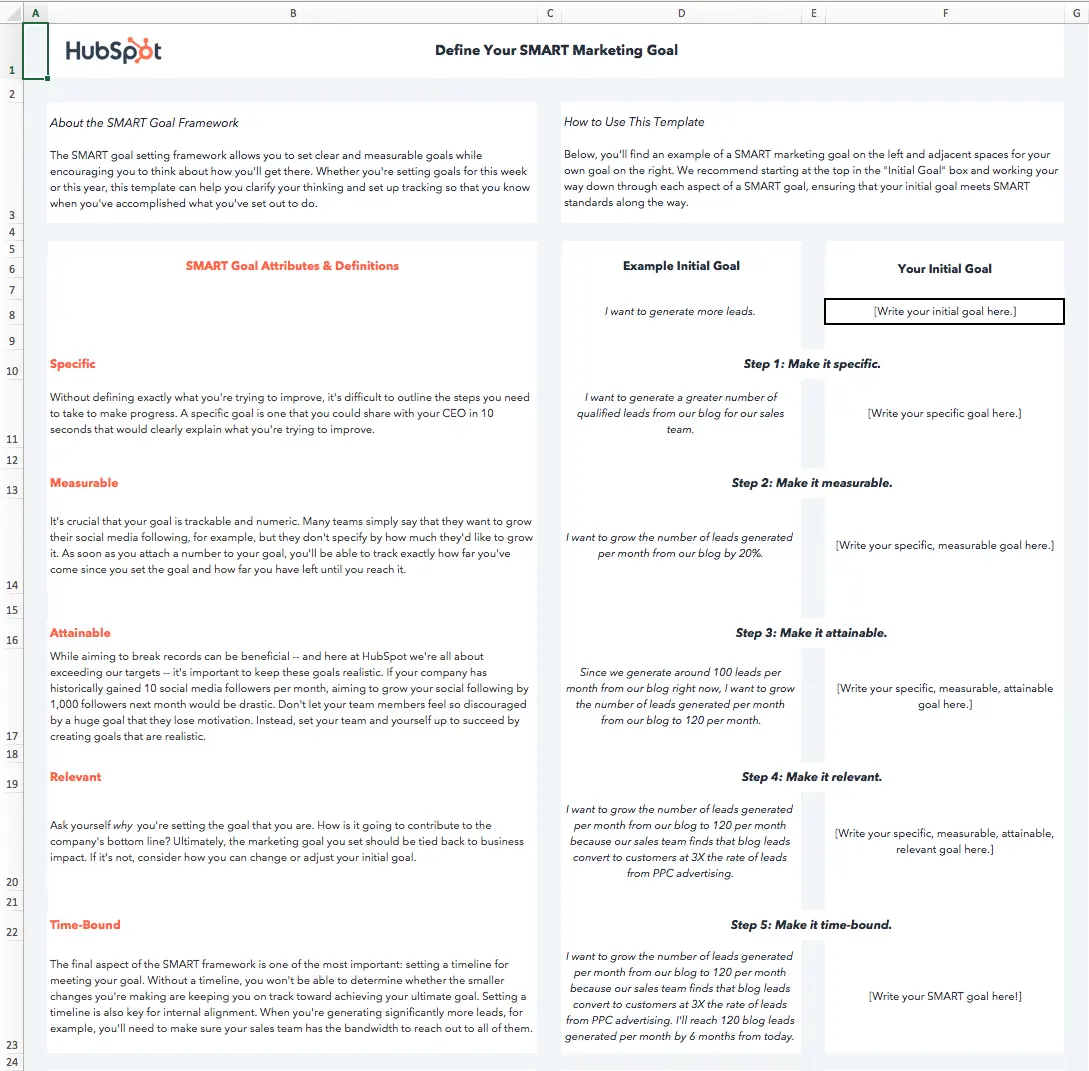 A B C D E F G
1
HubSpot
Define Your SMART Marketing Goal
2
3
About the SMART Goal Framework
The SMART goal setting framework allows you to set clear and measurable goals while
encouraging you to think about how you'll get there. Whether you're setting goals for this week
or this year, this template can help you clarify your thinking and set up tracking so that you know
when you've accomplished what you've set out to do.
How to Use This Template
Below, you'll find an example of a SMART marketing goal on the left and adjacent spaces for your
own goal on the right. We recommend starting at the top in the "Initial Goal" box and working your
way down through each aspect of a SMART goal, ensuring that your initial goal meets SMART
standards along the way.
4
5
6
SMART Goal Attributes & Definitions
Example Initial Goal
Your Initial Goal
7
8
I want to generate more leads.
[Write your initial goal here.]
9
10
Specific
Step 1: Make it specific.
11
Without defining exactly what you're trying to improve, it's difficult to outline the steps you need
to take to make progress. A specific goal is one that you could share with your CEO in 10
seconds that would clearly explain what you're trying to improve.
I want to generate a greater number of
qualified leads from our blog for our sales
team.
[Write your specific goal here.]
12
13
Measurable
Step 2: Make it measurable.
14
It's crucial that your goal is trackable and numeric. Many teams simply say that they want to grow
their social media following, for example, but they don't specify by how much they'd like to grow
it. As soon as you attach a number to your goal, you'll be able to track exactly how far you've
come since you set the goal and how far you have left until you reach it.
I want to grow the number of leads generated
per month from our blog by 20%.
[Write your specific, measurable goal here.]
15
16
Attainable
Step 3: Make it attainable.
17
While aiming to break records can be beneficial -- and here at HubSpot we're all about
exceeding our targets -- it's important to keep these goals realistic. If your company has
historically gained 10 social media followers per month, aiming to grow your social following by
1,000 followers next month would be drastic. Don't let your team members feel so discouraged
by a huge goal that they lose motivation. Instead, set your team and yourself up to succeed by
creating goals that are realistic.
Since we generate around 100 leads per
month from our blog right now, I want to grow
the number of leads generated per month
from our blog to 120 per month.
[Write your specific, measurable, attainable
goal here.]
18
19
Relevant
Step 4: Make it relevant.
20
Ask yourself why you're setting the goal that you are. How is it going to contribute to the
company's bottom line? Ultimately, the marketing goal you set should be tied back to business
impact. If it's not, consider how you can change or adjust your initial goal.
I want to grow the number of leads generated
per month from our blog to 120 per month
because our sales team finds that blog leads
convert to customers at 3X the rate of leads
from PPC advertising.
[Write your specific, measurable, attainable,
relevant goal here.]
21
22
Time-Bound
Step 5: Make it time-bound.
23
The final aspect of the SMART framework is one of the most important: setting a timeline for
meeting your goal. Without a timeline, you won't be able to determine whether the smaller
changes you're making are keeping you on track toward achieving your ultimate goal. Setting a
timeline is also key for internal alignment. When you're generating significantly more leads, for
example, you'll need to make sure your sales team has the bandwidth to reach out to all of them.
I want to grow the number of leads generated
per month from our blog to 120 per month
because our sales team finds that blog leads
convert to customers at 3X the rate of leads
from PPC advertising. I'll reach 120 blog leads
generated per month by 6 months from today.
[Write your SMART goal here!]
24